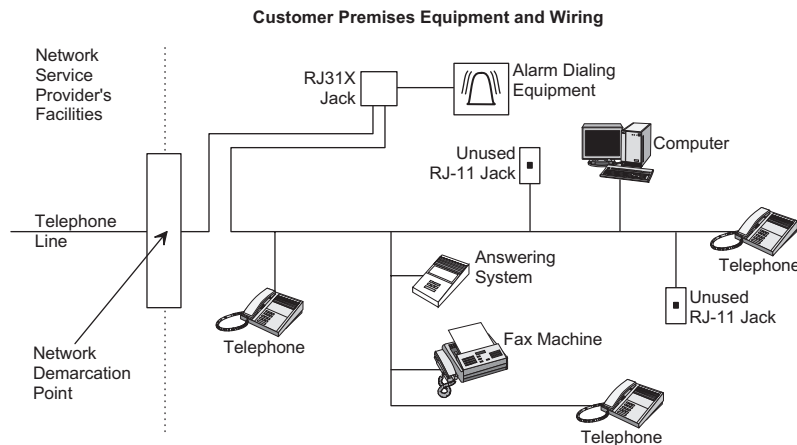 Customer Premises Equipment and Wiring
Network
Service
Provider's
Facilities
RJ31X
Jack
Alarm Dialing
Equipment
Unused
RJ-11 Jack
Computer
Telephone
Line
Answering
System
Telephone
Unused
RJ-11 Jack
Telephone
Fax Machine
Network
Demarcation
Point
Telephone